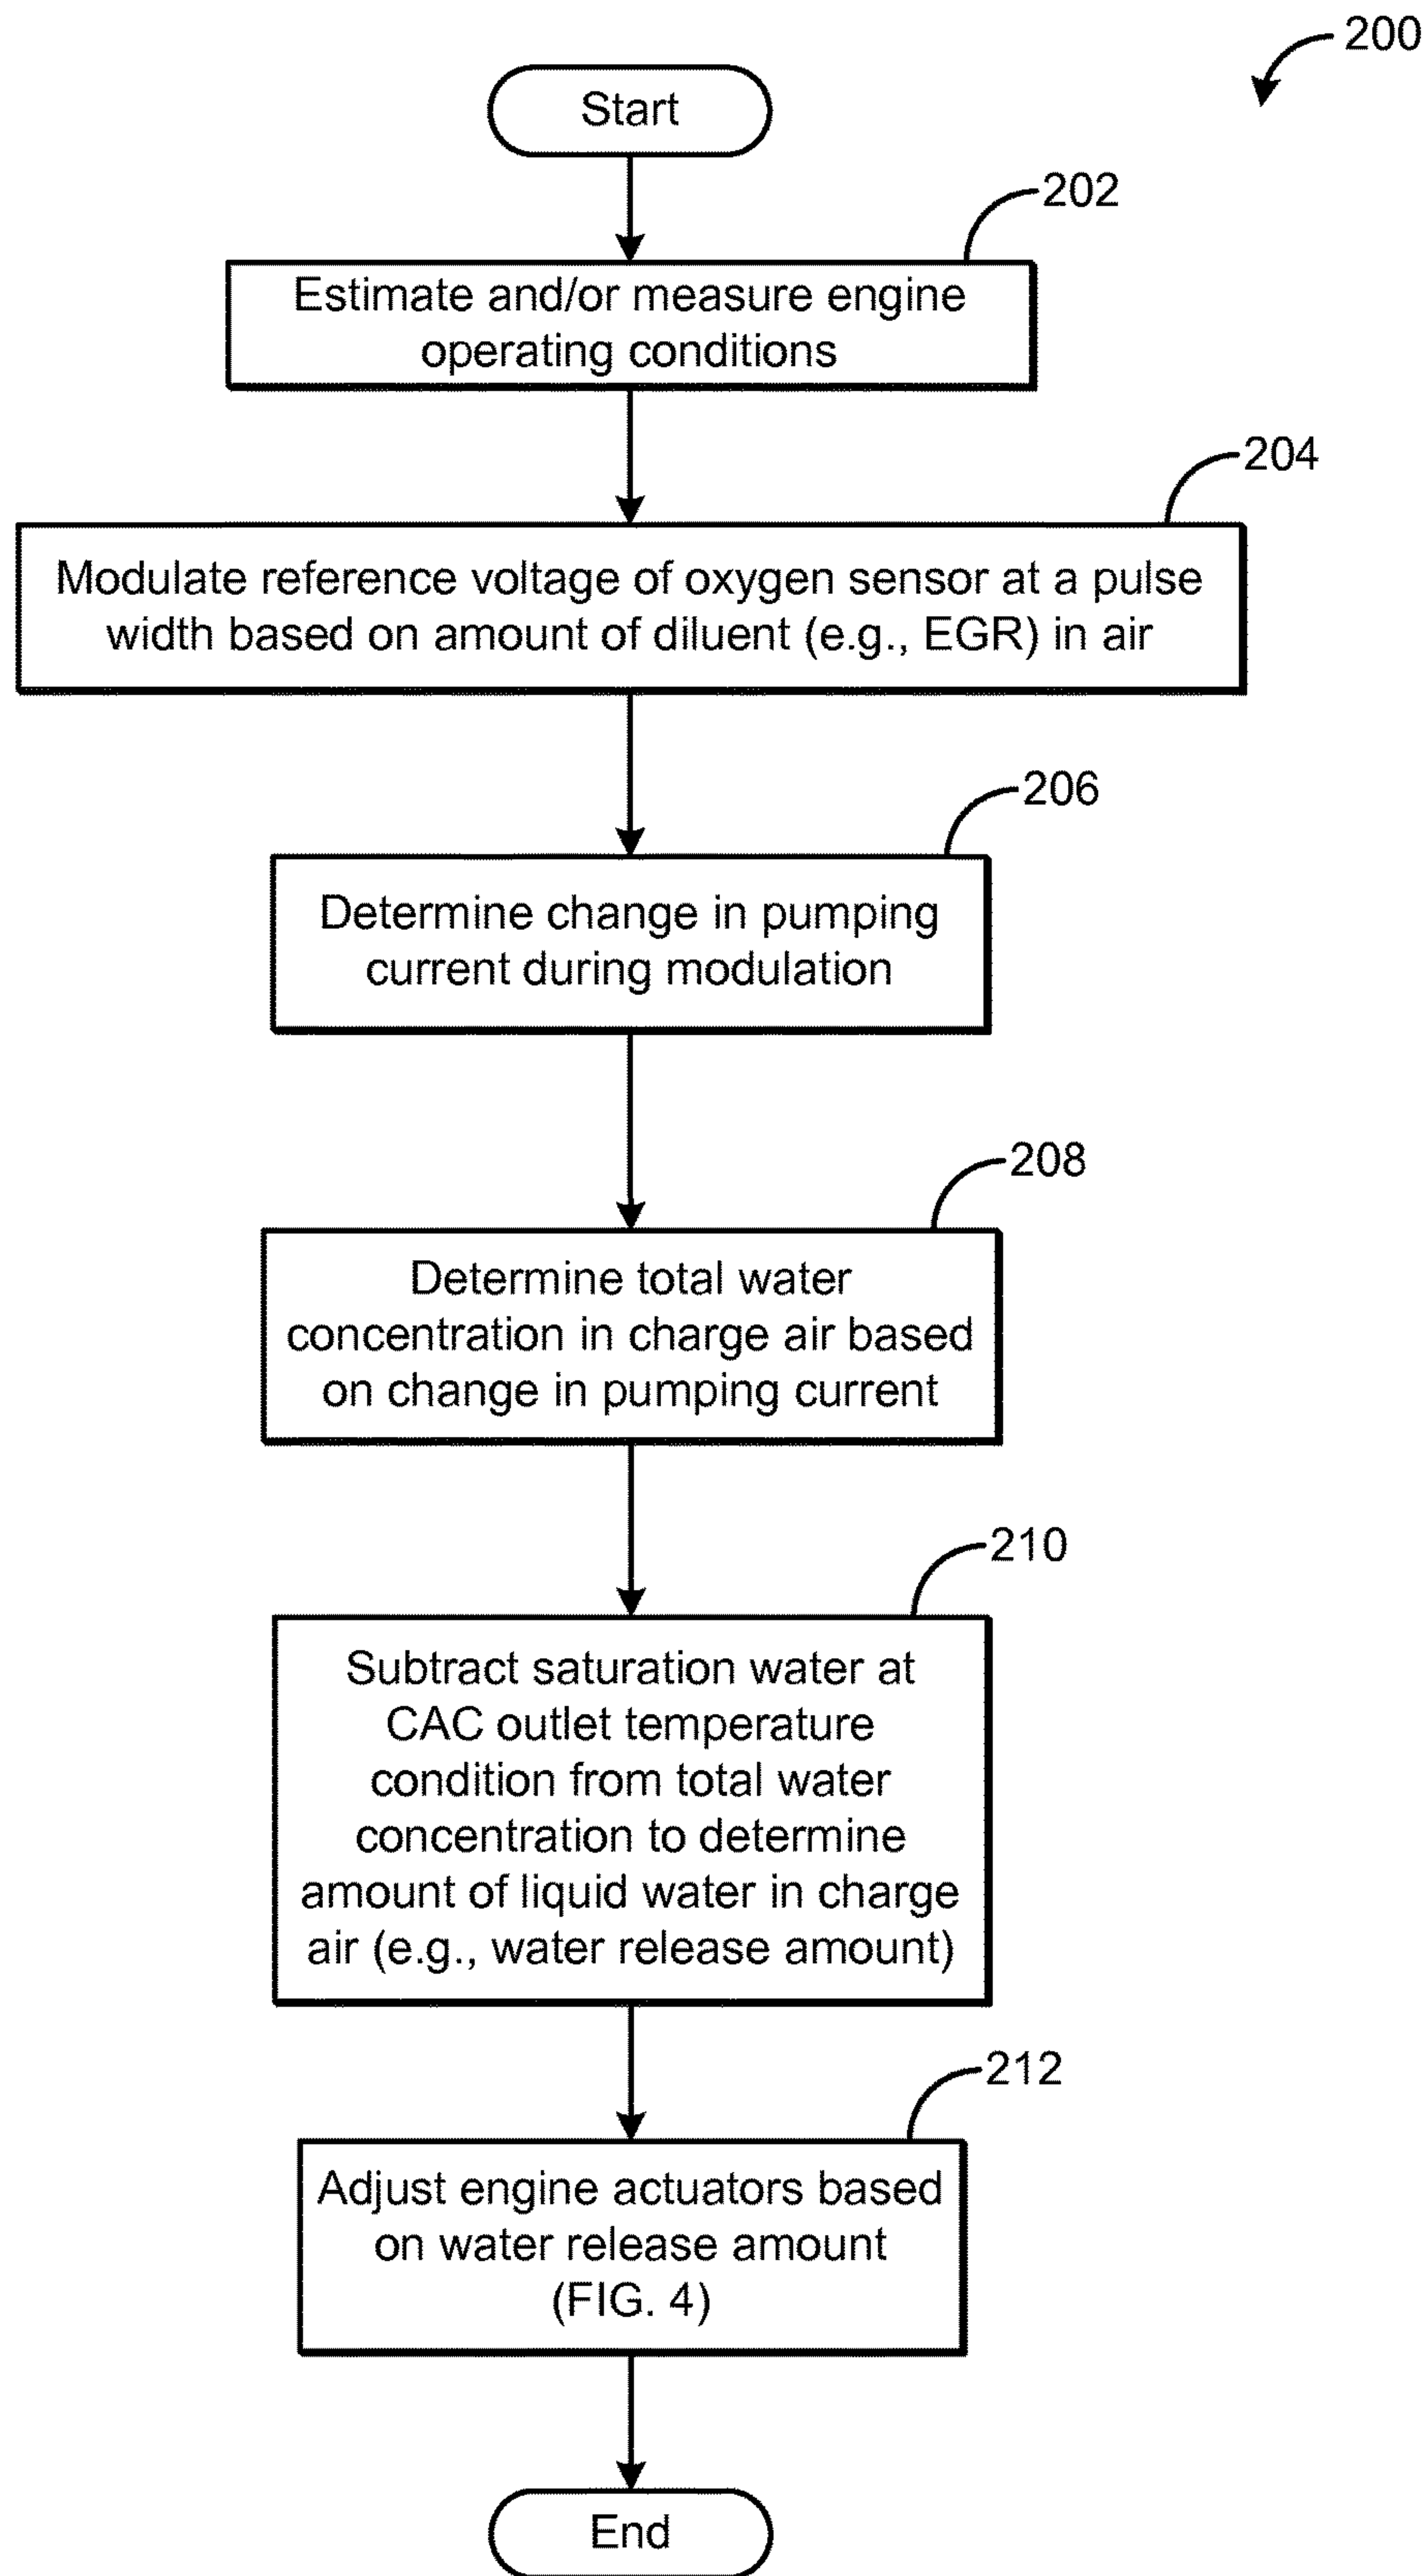 200
Start
202
Estimate and/or measure engine
operating conditions
204
Modulate reference voltage of oxygen sensor at a pulse
width based on amount of diluent (e.g., EGR) in air
206
Determine change in pumping
current during modulation
208
Determine total water
concentration in charge air based
on change in pumping current
210
Subtract saturation water at
CAC outlet temperature
condition from total water
concentration to determine
amount of liquid water in charge
air (e.g., water release amount)
212
Adjust engine actuators based
on water release amount
(FIG. 4)
End